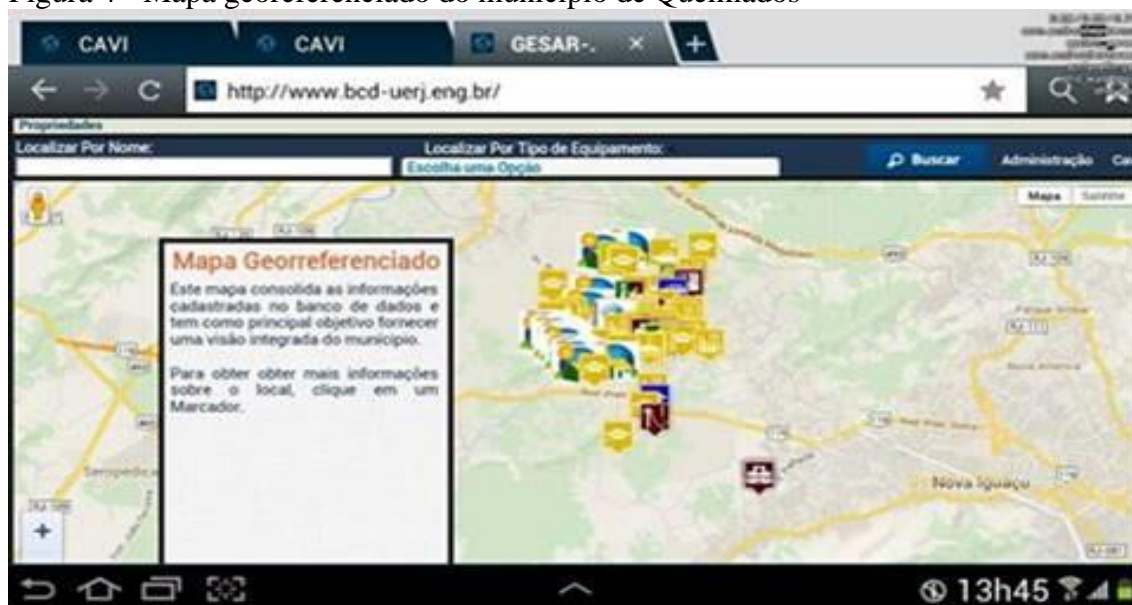 Figura 4 - Mapa georeferenciado do município de Queimados
CAVI
CAVI
GESAR-.
http://www.bcd-uerj.eng.br/
Propriedades
Localizar Por Nome:
Localizar Por Tipo de Equipamento:
Escolha uma Opção
Buscar
Administração
Mapa
Satélite
Mapa Georreferenciado
Este mapa consolida as informações
cadastradas no banco de dados e
tem como principal objetivo fornecer
uma visão integrada do município.
Para obter obter mais informações
sobre o local, clique em um
Marcador.
Seropédica
Nova Iguaçu
13h45